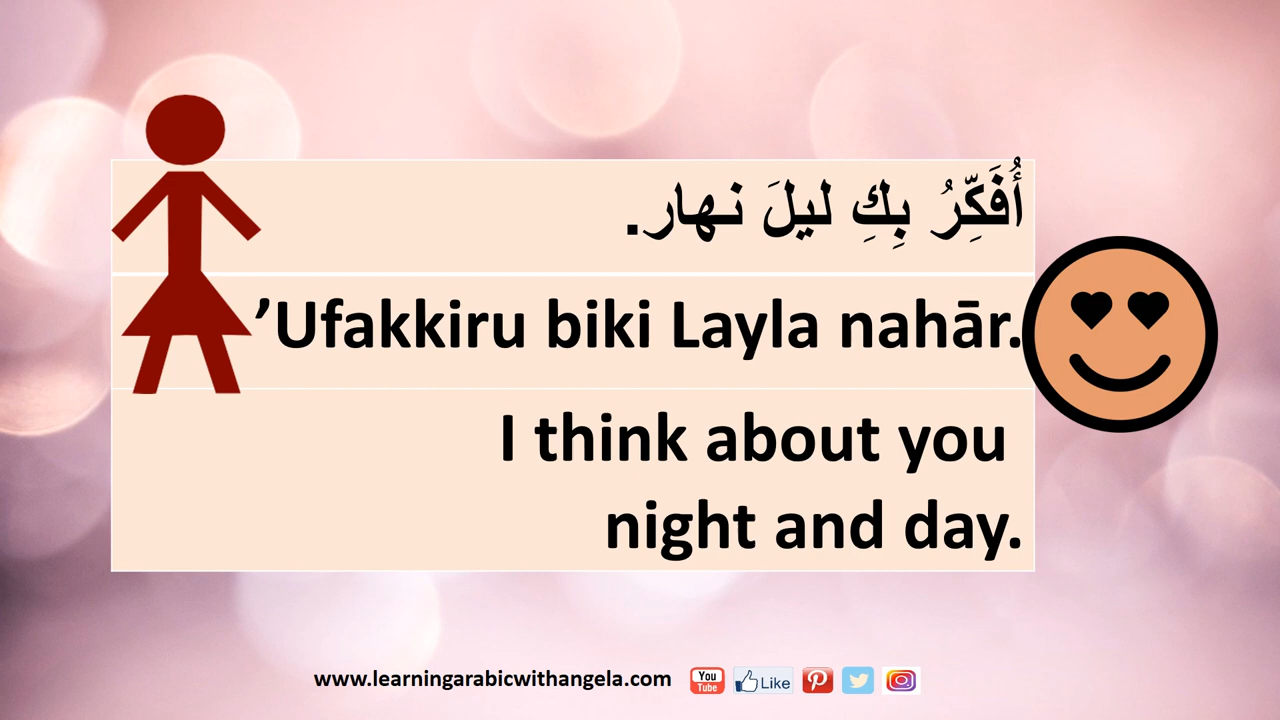 أُفَكِّرُ بِكِ ليلَ نهار.
’Ufakkiru biki Layla nahār.
I think about you
night and day.
www.learningarabicwithangela.com
You Tube
Like